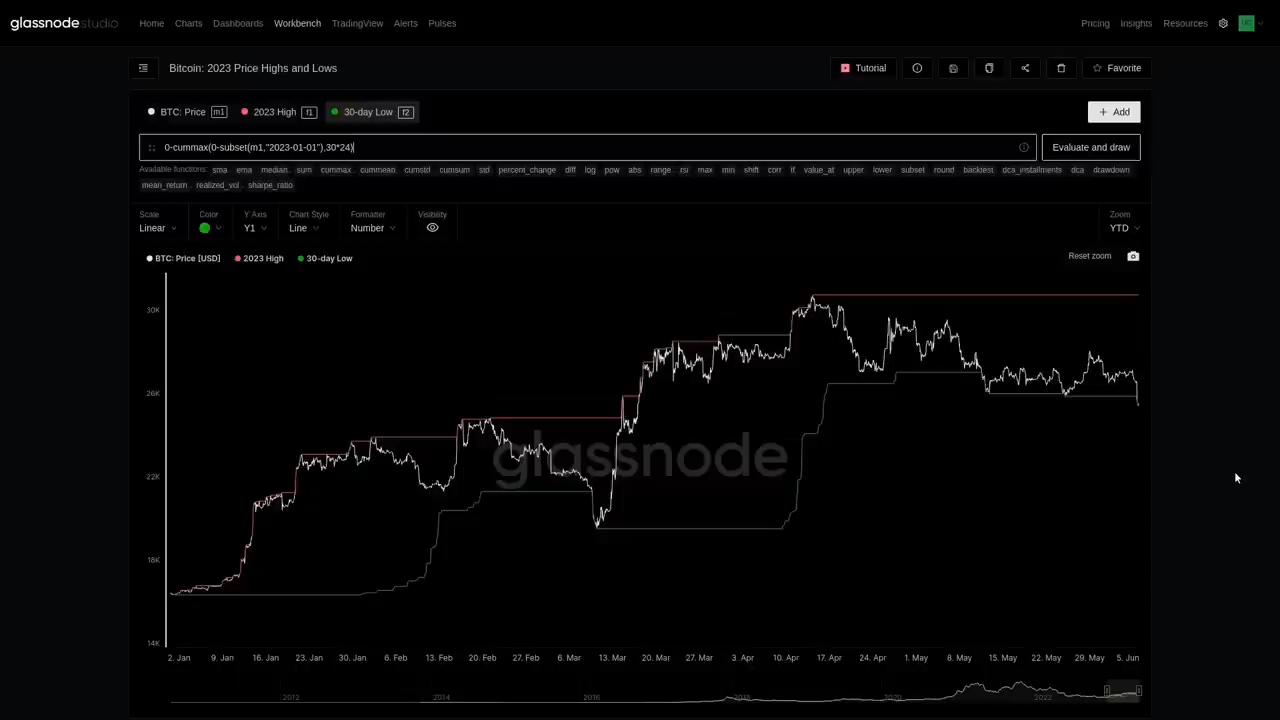 glassnodestudio Home Charts Dashboards Workbench TradingView Alerts Pulses Pricing Insights Resources
Bitcoin: 2023 Price Highs and Lows Tutorial Favorite
BTC: Price m1 2023 High f1 30-day Low f2 + Add
0-cummax(0-subset(m1,"2023-01-01"),30*24) Evaluate and draw
Available functions: sma ema median sum cummax cummean cumstd cumsum std percent_change diff log pow abs range rsi max min shift corr if value_at upper lower subset round backtest dca_installments dca drawdown
mean_return realized_vol sharpe_ratio
Scale Color Y Axis Chart Style Formatter Visibility Zoom
Linear Y1 Line Number YTD
BTC: Price [USD] 2023 High 30-day Low Reset zoom
30K
26K
glassnode
22K
18K
14K
2. Jan 9. Jan 16. Jan 23. Jan 30. Jan 6. Feb 13. Feb 20. Feb 27. Feb 6. Mar 13. Mar 20. Mar 27. Mar 3. Apr 10. Apr 17. Apr 24. Apr 1. May 8. May 15. May 22. May 29. May 5. Jun
2012 2014 2016 2018 2020 2022